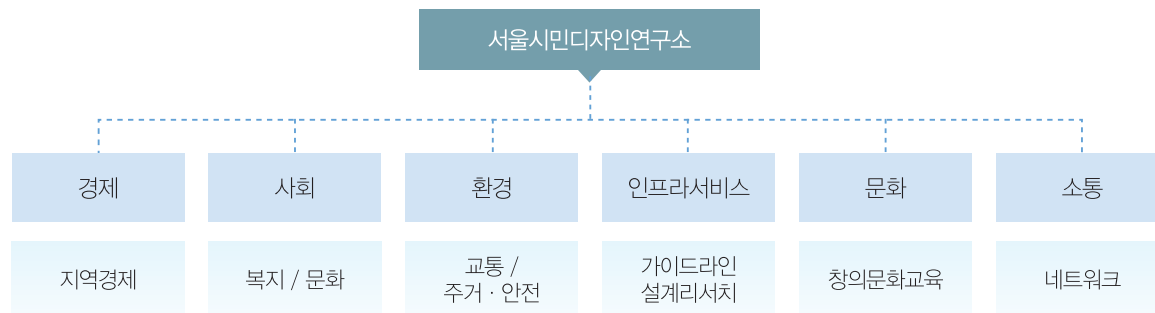 서울시민디자인연구소
경제
사회
환경
인프라서비스
문화
소통
지역경제
복지 / 문화
교통 /
주거 · 안전
가이드라인
설계리서치
창의문화교육
네트워크